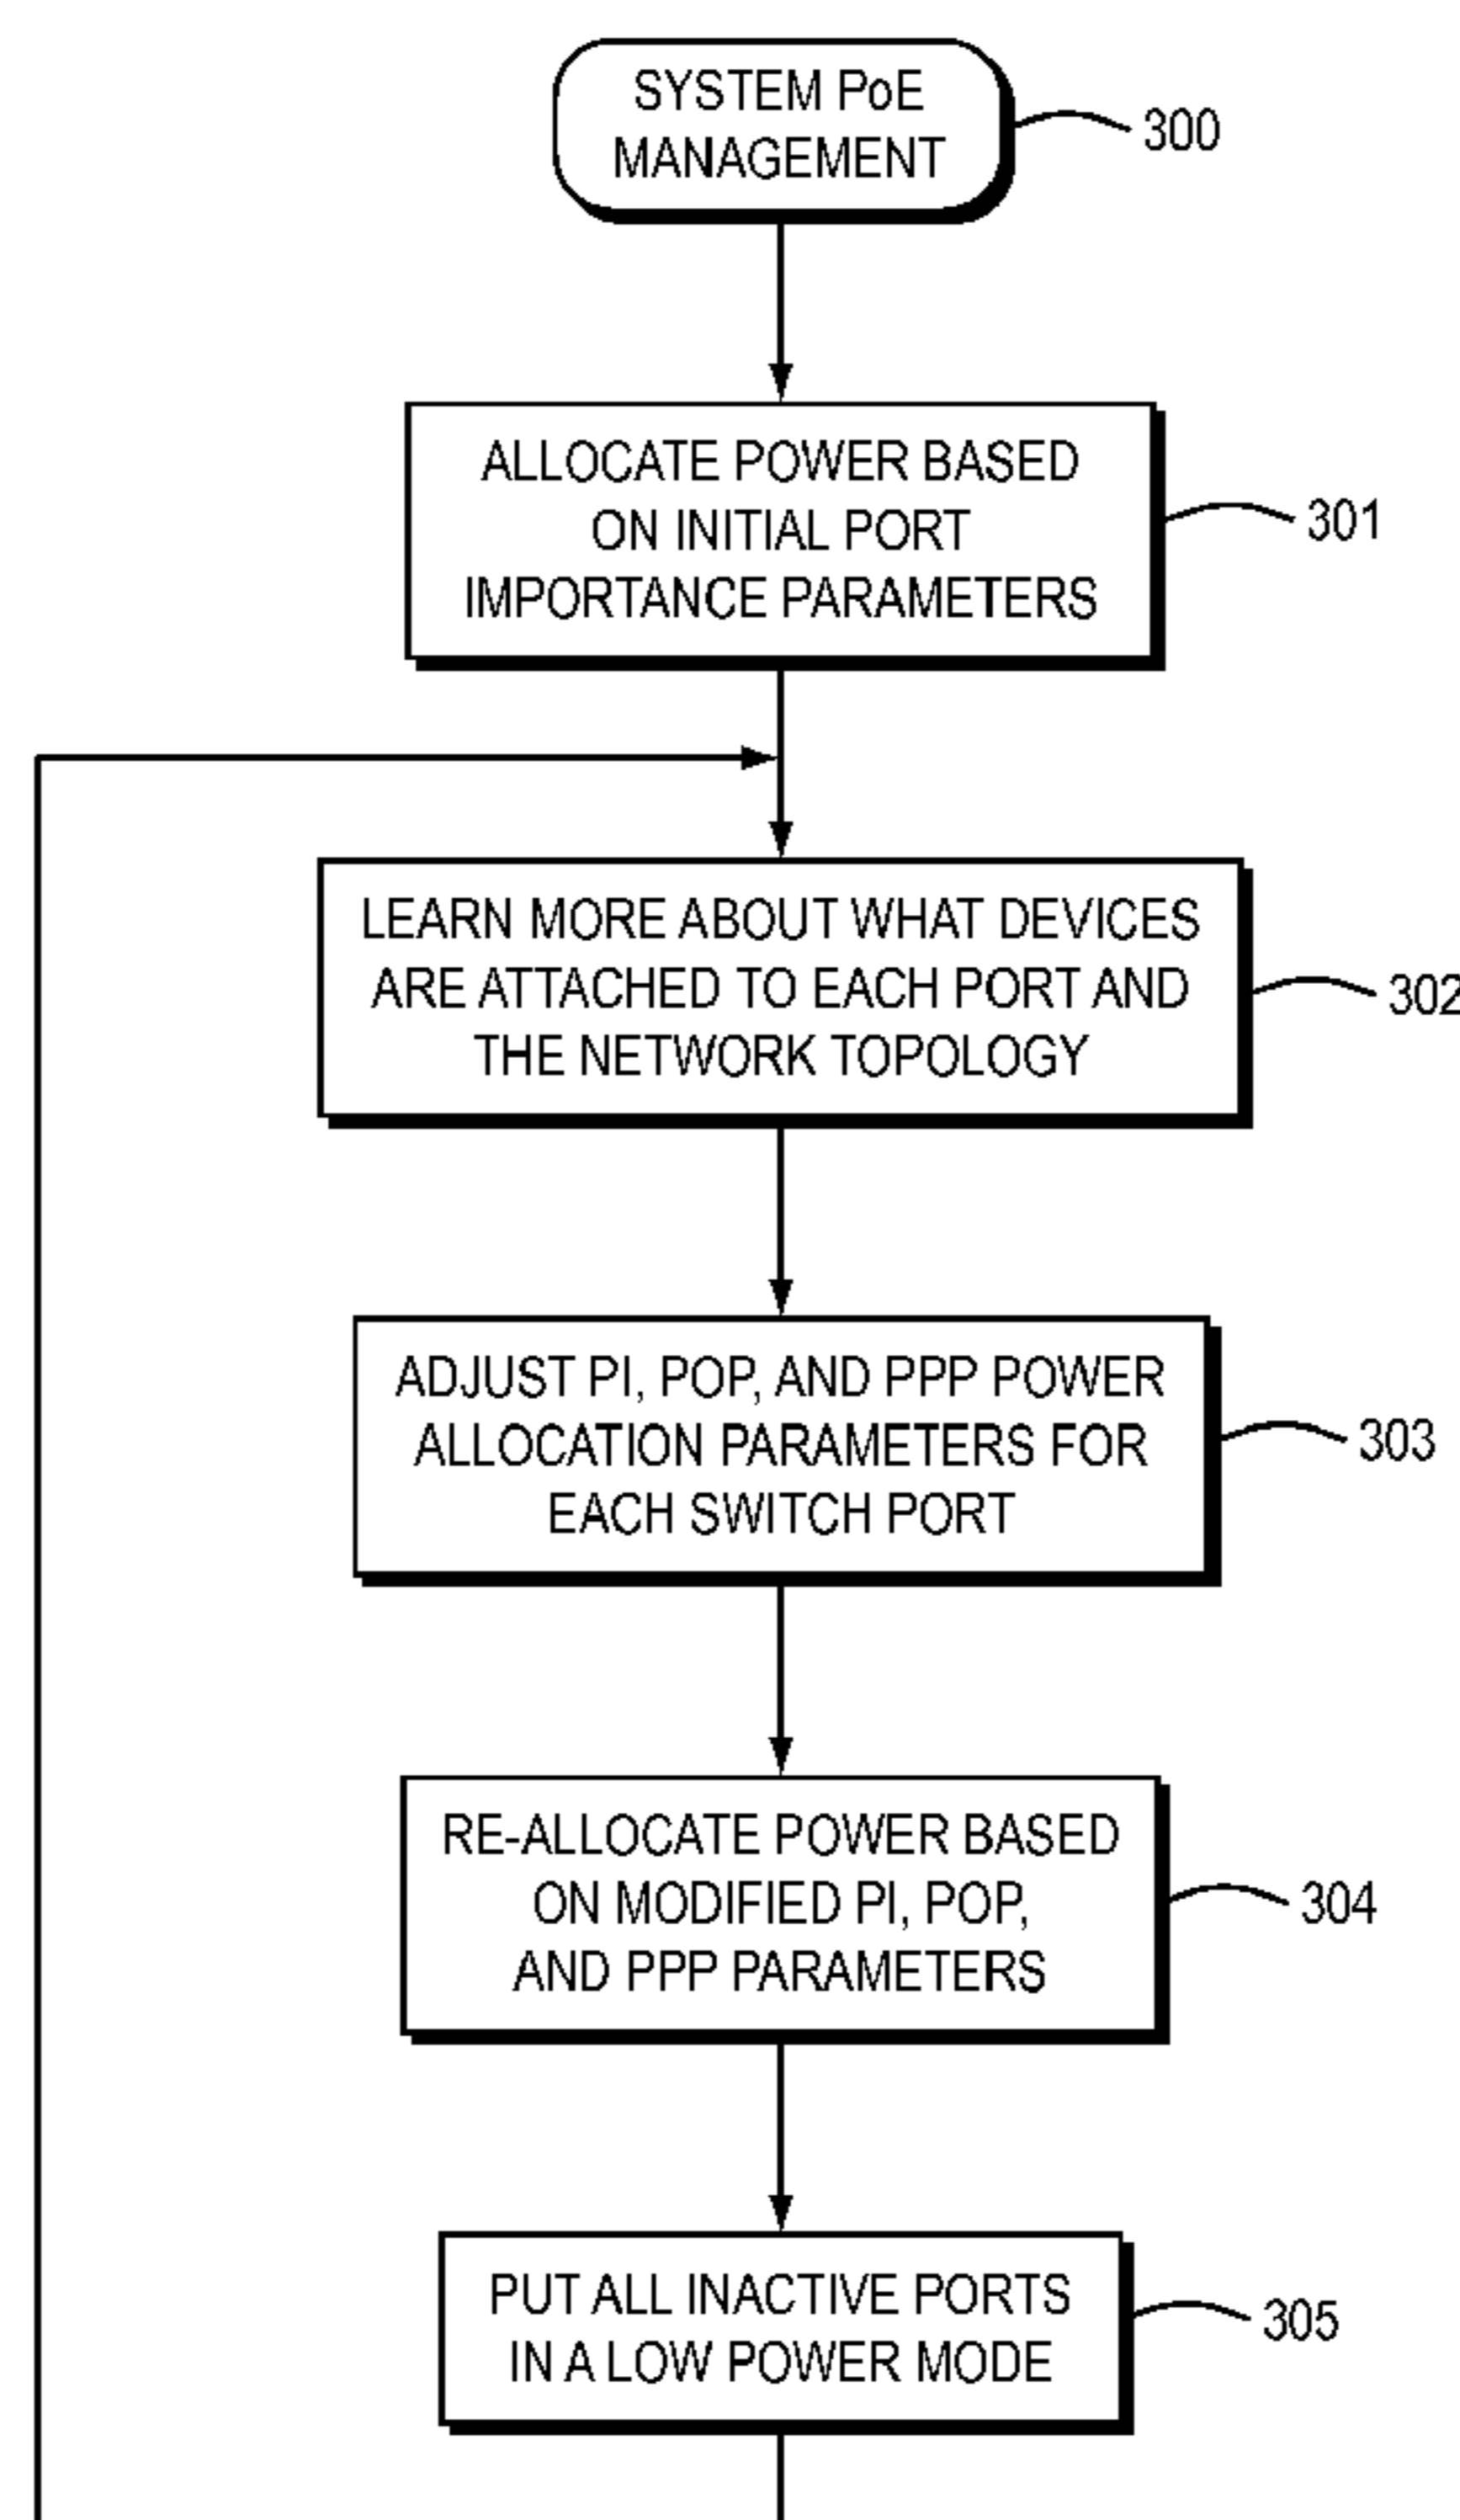 SYSTEM PoE
MANAGEMENT
300
ALLOCATE POWER BASED
ON INITIAL PORT
IMPORTANCE PARAMETERS
301
LEARN MORE ABOUT WHAT DEVICES
ARE ATTACHED TO EACH PORT AND
THE NETWORK TOPOLOGY
302
ADJUST PI, POP, AND PPP POWER
ALLOCATION PARAMETERS FOR
EACH SWITCH PORT
303
RE-ALLOCATE POWER BASED
ON MODIFIED PI, POP,
AND PPP PARAMETERS
304
PUT ALL INACTIVE PORTS
IN A LOW POWER MODE
305